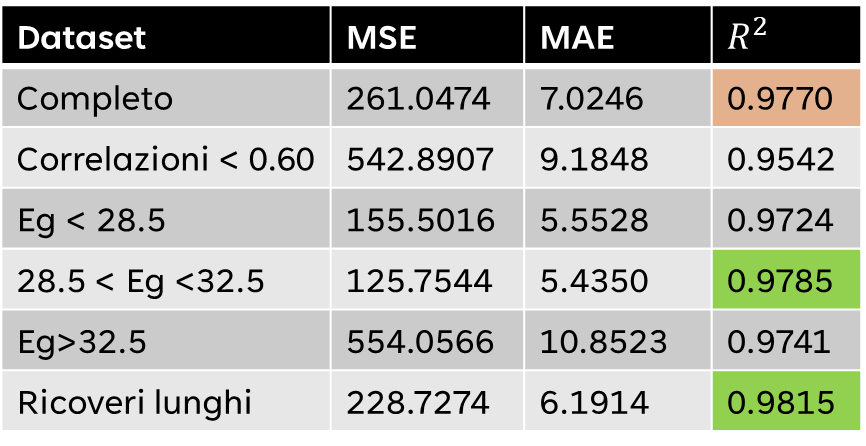 Dataset MSE MAE R²
Completo 261.0474 7.0246 0.9770
Correlazioni < 0.60 542.8907 9.1848 0.9542
Eg < 28.5 155.5016 5.5528 0.9724
28.5 < Eg <32.5 125.7544 5.4350 0.9785
Eg>32.5 554.0566 10.8523 0.9741
Ricoveri lunghi 228.7274 6.1914 0.9815